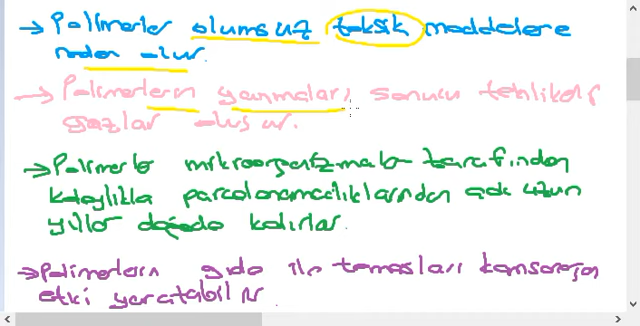 → Polimerler olumsuz toksik maddelere
neden olur.
→ Polimerlerin yanmaları sonucu tehlikeli
gazlar oluşur.
→ Polimerler mikroorganizmalar tarafından
kolaylıkla parçalanamadıklarından çok uzun
yıllar doğada kalırlar.
→ Polimerlerin gıda ile temasları kanserojen
etki yaratabilir